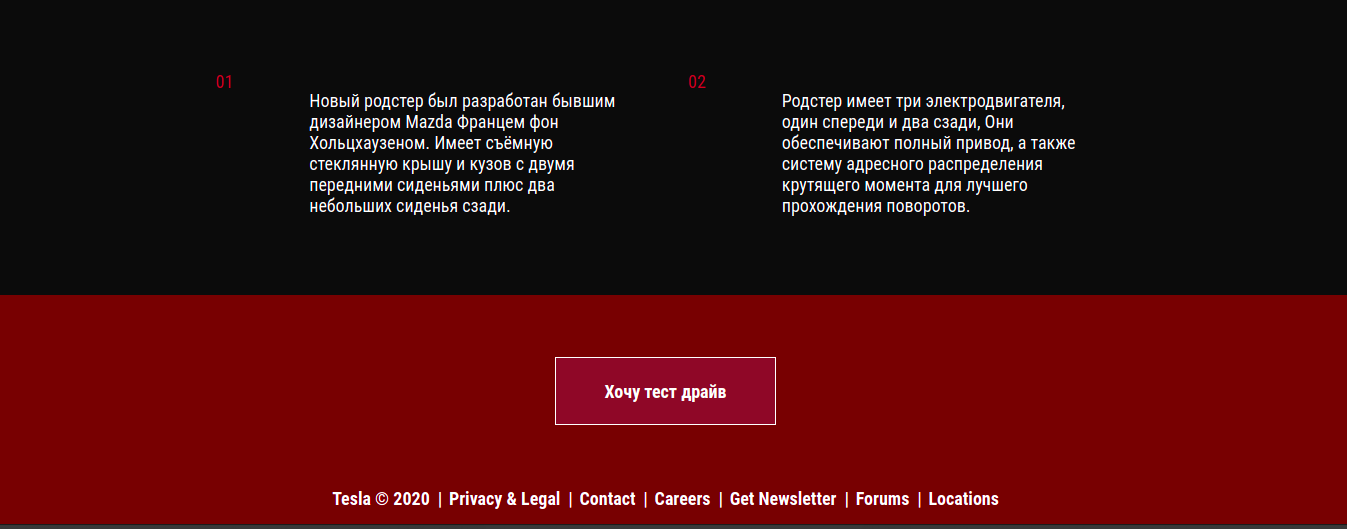 01
Новый родстер был разработан бывшим
дизайнером Mazda Францем фон
Хольцхаузеном. Имеет съёмную
стеклянную крышу и кузов с двумя
передними сиденьями плюс два
небольших сиденья сзади.
02
Родстер имеет три электродвигателя,
один спереди и два сзади, Они
обеспечивают полный привод, а также
систему адресного распределения
крутящего момента для лучшего
прохождения поворотов.
Хочу тест драйв
Tesla © 2020 | Privacy & Legal | Contact | Careers | Get Newsletter | Forums | Locations